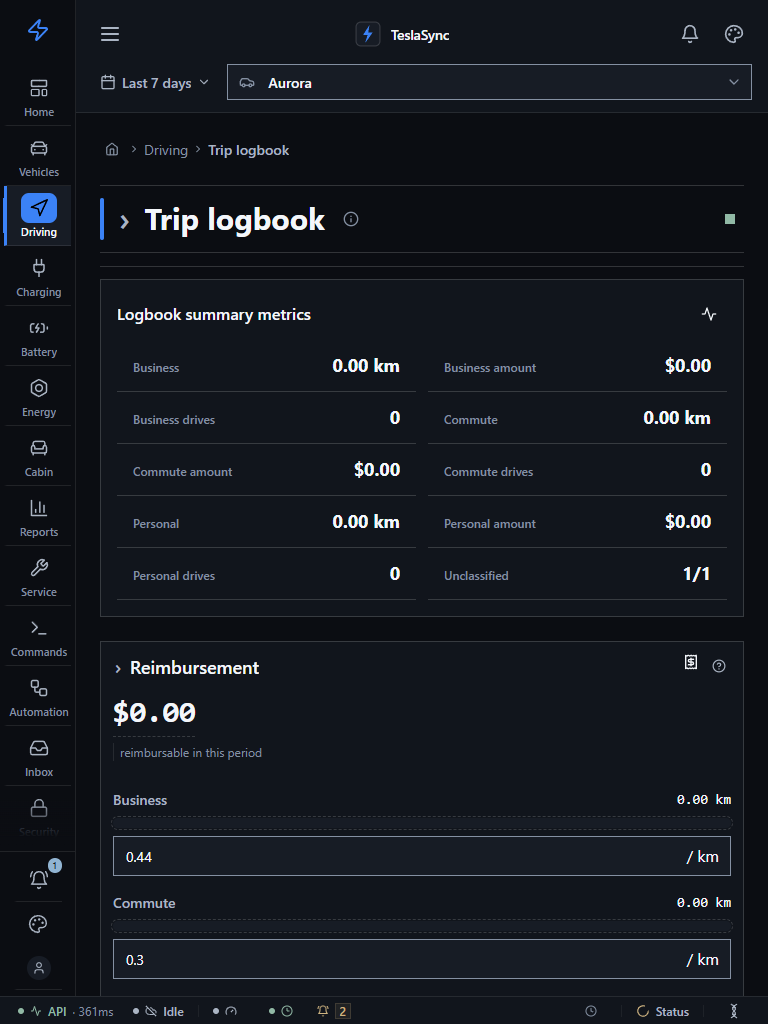 TeslaSync
Last 7 days
Aurora
Home
Vehicles
Driving
Charging
Battery
Energy
Cabin
Reports
Service
Commands
Automation
Inbox
Security
1
Driving
Trip logbook
› Trip logbook
Logbook summary metrics
Business 0.00 km
Business amount $0.00
Business drives 0
Commute 0.00 km
Commute amount $0.00
Commute drives 0
Personal 0.00 km
Personal amount $0.00
Personal drives 0
Unclassified 1/1
› Reimbursement
$0.00
reimbursable in this period
Business 0.00 km
0.44 / km
Commute 0.00 km
0.3 / km
API · 361ms
Idle
2
Status